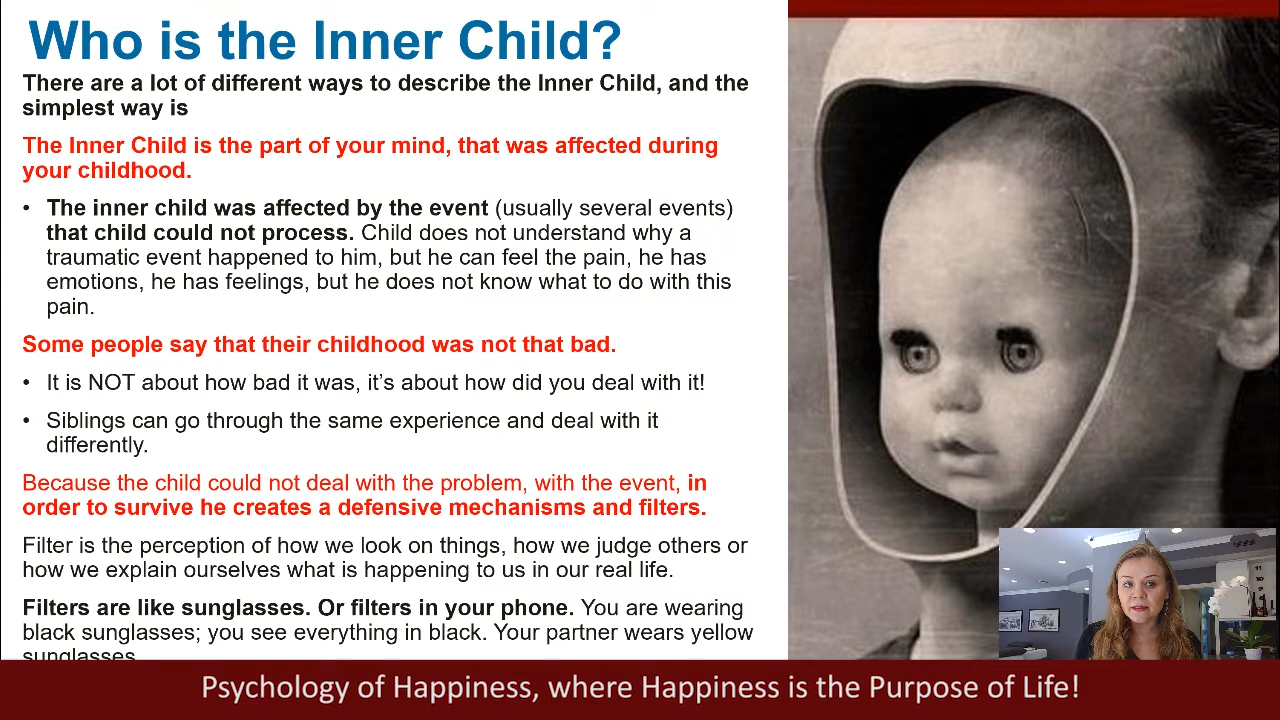 Who is the Inner Child?
There are a lot of different ways to describe the Inner Child, and the
simplest way is
The Inner Child is the part of your mind, that was affected during
your childhood.
• The inner child was affected by the event (usually several events)
that child could not process. Child does not understand why a
traumatic event happened to him, but he can feel the pain, he has
emotions, he has feelings, but he does not know what to do with this
pain.
Some people say that their childhood was not that bad.
• It is NOT about how bad it was, it’s about how did you deal with it!
• Siblings can go through the same experience and deal with it
differently.
Because the child could not deal with the problem, with the event, in
order to survive he creates a defensive mechanisms and filters.
Filter is the perception of how we look on things, how we judge others or
how we explain ourselves what is happening to us in our real life.
Filters are like sunglasses. Or filters in your phone. You are wearing
black sunglasses; you see everything in black. Your partner wears yellow
sunglasses
Psychology of Happiness, where Happiness is the Purpose of Life!